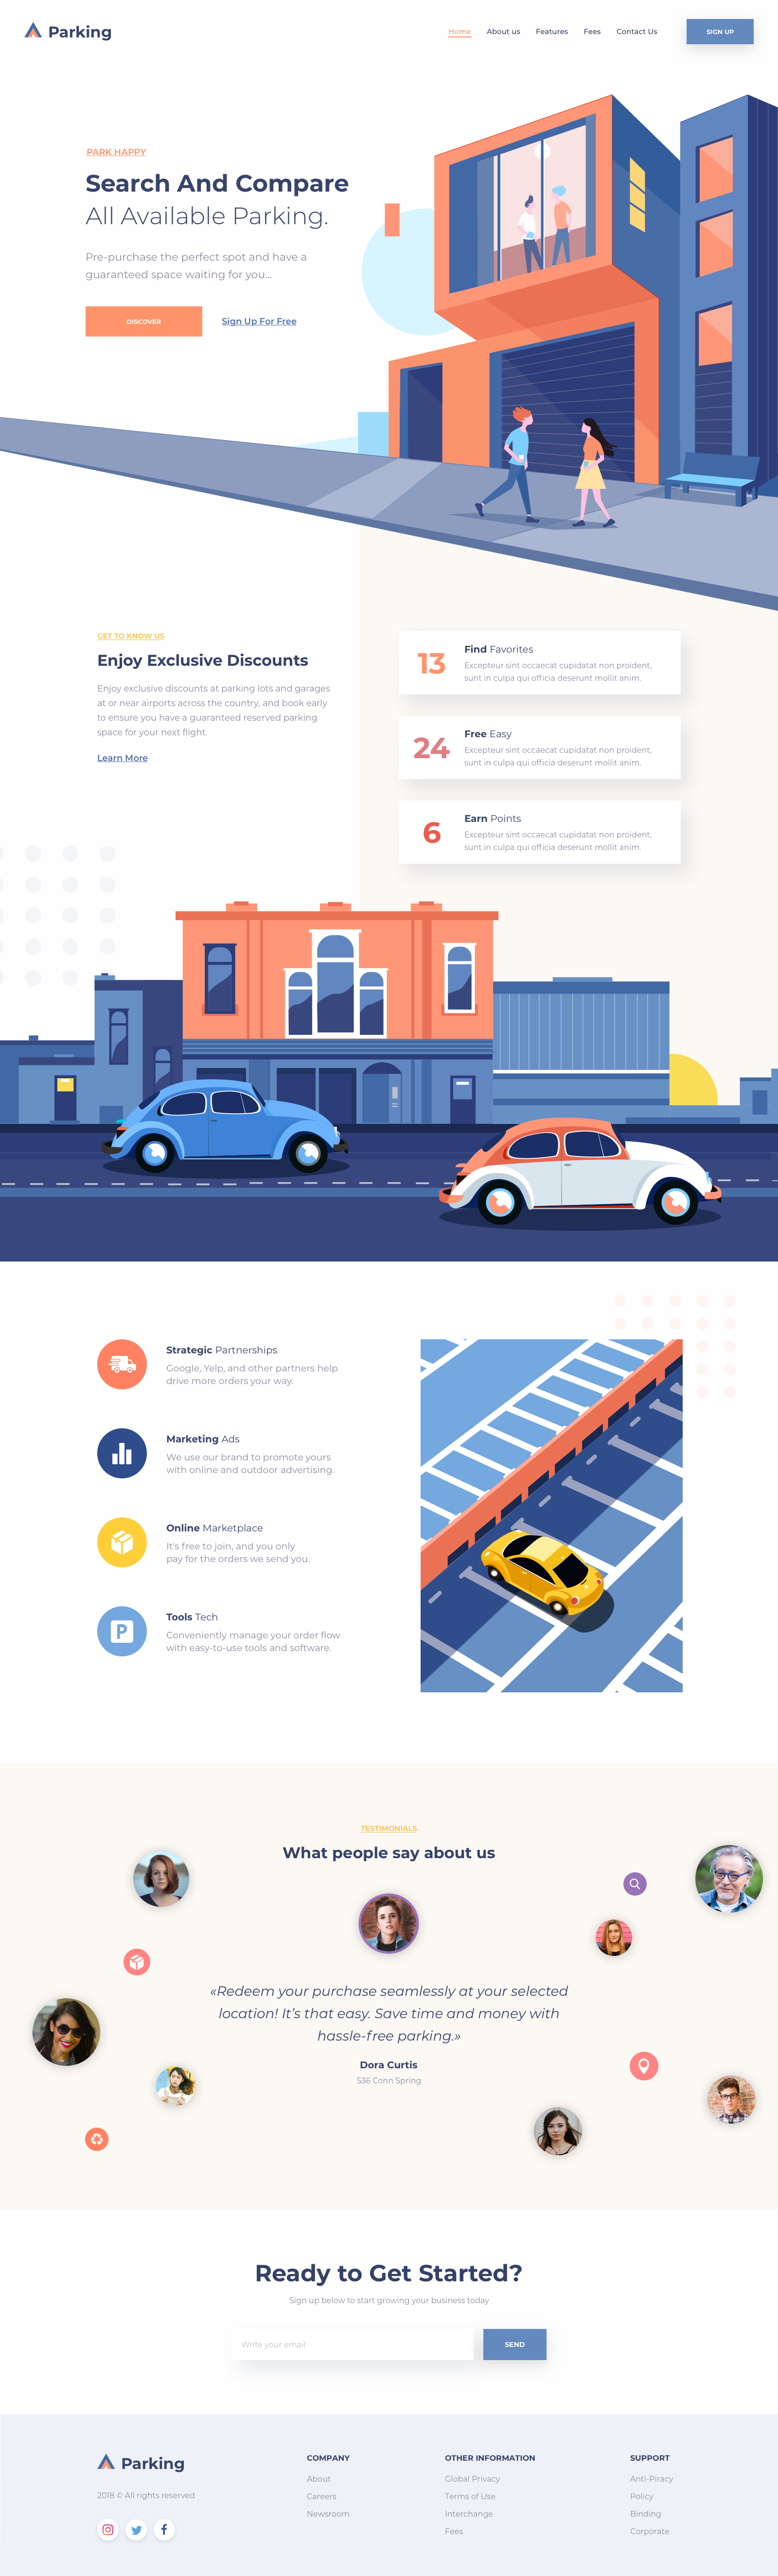 Parking
Home About us Features Fees Contact Us SIGN UP
PARK HAPPY
Search And Compare
All Available Parking.
Pre-purchase the perfect spot and have a
guaranteed space waiting for you...
DISCOVER Sign Up For Free
GET TO KNOW US
Enjoy Exclusive Discounts
Enjoy exclusive discounts at parking lots and garages
at or near airports across the country, and book early
to ensure you have a guaranteed reserved parking
space for your next flight.
Learn More
13
Find Favorites
Excepteur sint occaecat cupidatat non proident,
sunt in culpa qui officia deserunt mollit anim.
24
Free Easy
Excepteur sint occaecat cupidatat non proident,
sunt in culpa qui officia deserunt mollit anim.
6
Earn Points
Excepteur sint occaecat cupidatat non proident,
sunt in culpa qui officia deserunt mollit anim.
Strategic Partnerships
Google, Yelp, and other partners help
drive more orders your way.
Marketing Ads
We use our brand to promote yours
with online and outdoor advertising.
Online Marketplace
It's free to join, and you only
pay for the orders we send you.
P
Tools Tech
Conveniently manage your order flow
with easy-to-use tools and software.
TESTIMONIALS
What people say about us
«Redeem your purchase seamlessly at your selected
location! It’s that easy. Save time and money with
hassle-free parking.»
Dora Curtis
536 Conn Spring
Ready to Get Started?
Sign up below to start growing your business today
Write your email SEND
Parking
2018 © All rights reserved
COMPANY
About
Careers
Newsroom
OTHER INFORMATION
Global Privacy
Terms of Use
Interchange
Fees
SUPPORT
Anti-Piracy
Policy
Binding
Corporate